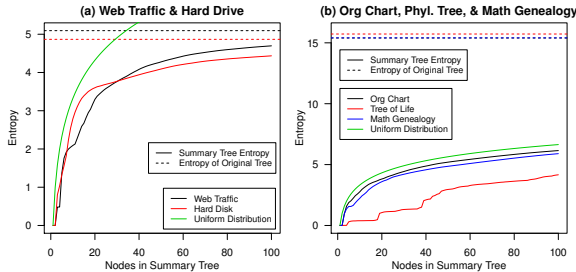 (a) Web Traffic & Hard Drive
Entropy
5
4
3
2
1
0
Summary Tree Entropy
Entropy of Original Tree
Web Traffic
Hard Disk
Uniform Distribution
0 20 40 60 80 100
Nodes in Summary Tree
(b) Org Chart, Phyl. Tree, & Math Genealogy
Entropy
15
10
5
0
Summary Tree Entropy
Entropy of Original Tree
Org Chart
Tree of Life
Math Genealogy
Uniform Distribution
0 20 40 60 80 100
Nodes in Summary Tree